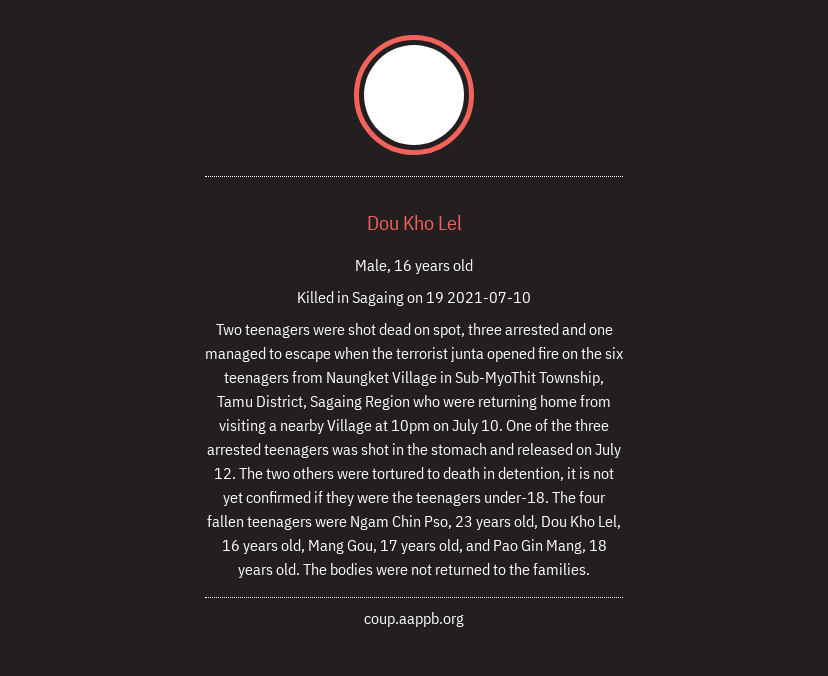 Dou Kho Lel
Male, 16 years old
Killed in Sagaing on 19 2021-07-10
Two teenagers were shot dead on spot, three arrested and one
managed to escape when the terrorist junta opened fire on the six
teenagers from Naungket Village in Sub-MyoThit Township,
Tamu District, Sagaing Region who were returning home from
visiting a nearby Village at 10pm on July 10. One of the three
arrested teenagers was shot in the stomach and released on July
12. The two others were tortured to death in detention, it is not
yet confirmed if they were the teenagers under-18. The four
fallen teenagers were Ngam Chin Pso, 23 years old, Dou Kho Lel,
16 years old, Mang Gou, 17 years old, and Pao Gin Mang, 18
years old. The bodies were not returned to the families.
coup.aappb.org